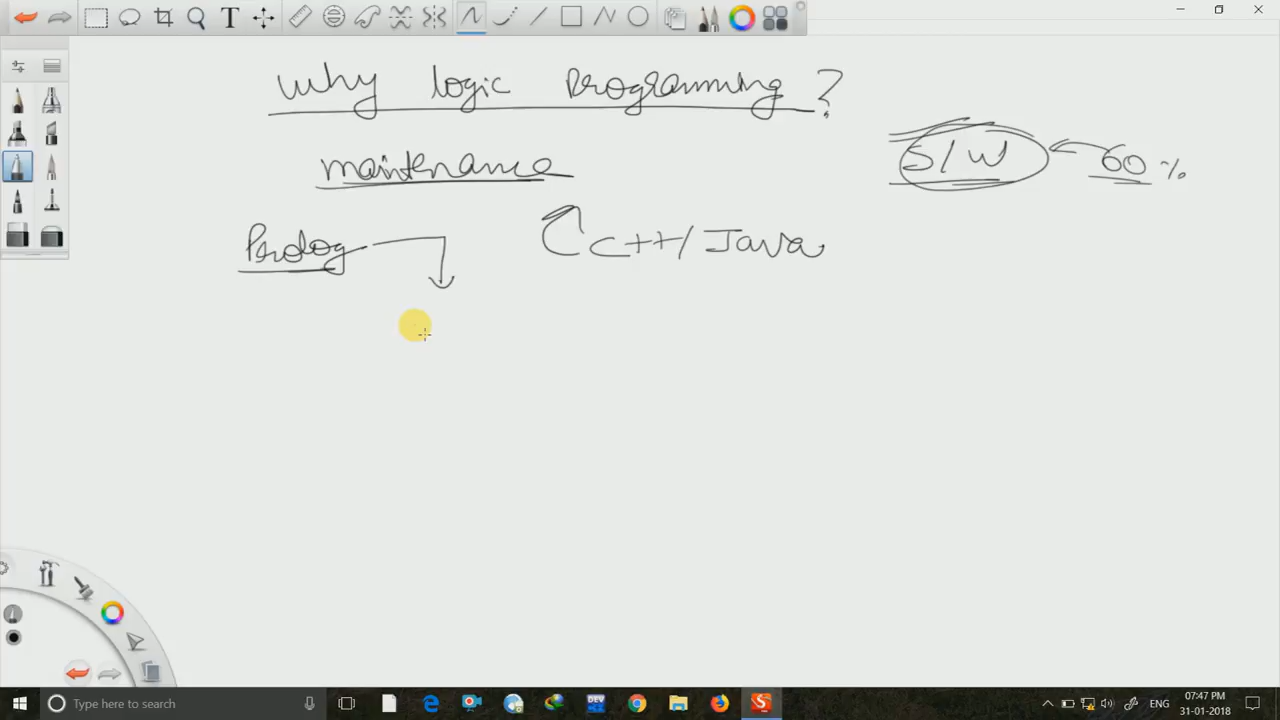 Why logic Programming ?
S/W 60 %
maintenance
Prolog C++/Java
Type here to search
ENG
07:47 PM
31-01-2018